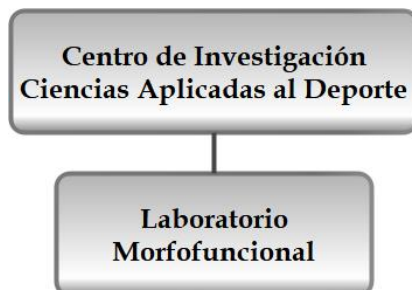 Centro de Investigación
Ciencias Aplicadas al Deporte
Laboratorio
Morfofuncional